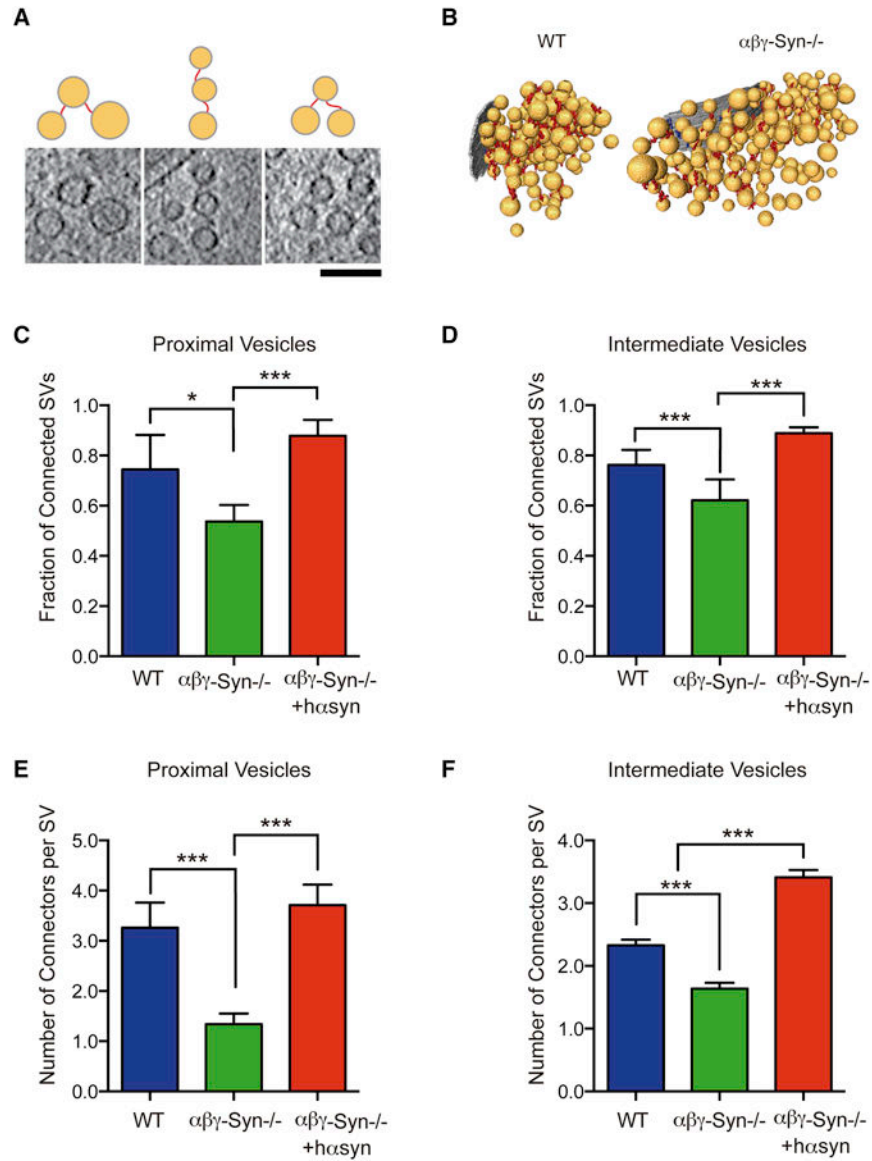 A
B
WT
αβγ-Syn-/-
C
Proximal Vesicles
Fraction of Connected SVs
*
***
1.0
0.8
0.6
0.4
0.2
0.0
WT
αβγ-Syn-/-
αβγ-Syn-/-
+hαsyn
D
Intermediate Vesicles
Fraction of Connected SVs
***
***
1.0
0.8
0.6
0.4
0.2
0.0
WT
αβγ-Syn-/-
αβγ-Syn-/-
+hαsyn
E
Proximal Vesicles
Number of Connectors per SV
***
***
5.0
4.0
3.0
2.0
1.0
0.0
WT
αβγ-Syn-/-
αβγ-Syn-/-
+hαsyn
F
Intermediate Vesicles
Number of Connectors per SV
***
***
4.0
3.0
2.0
1.0
0.0
WT
αβγ-Syn-/-
αβγ-Syn-/-
+hαsyn